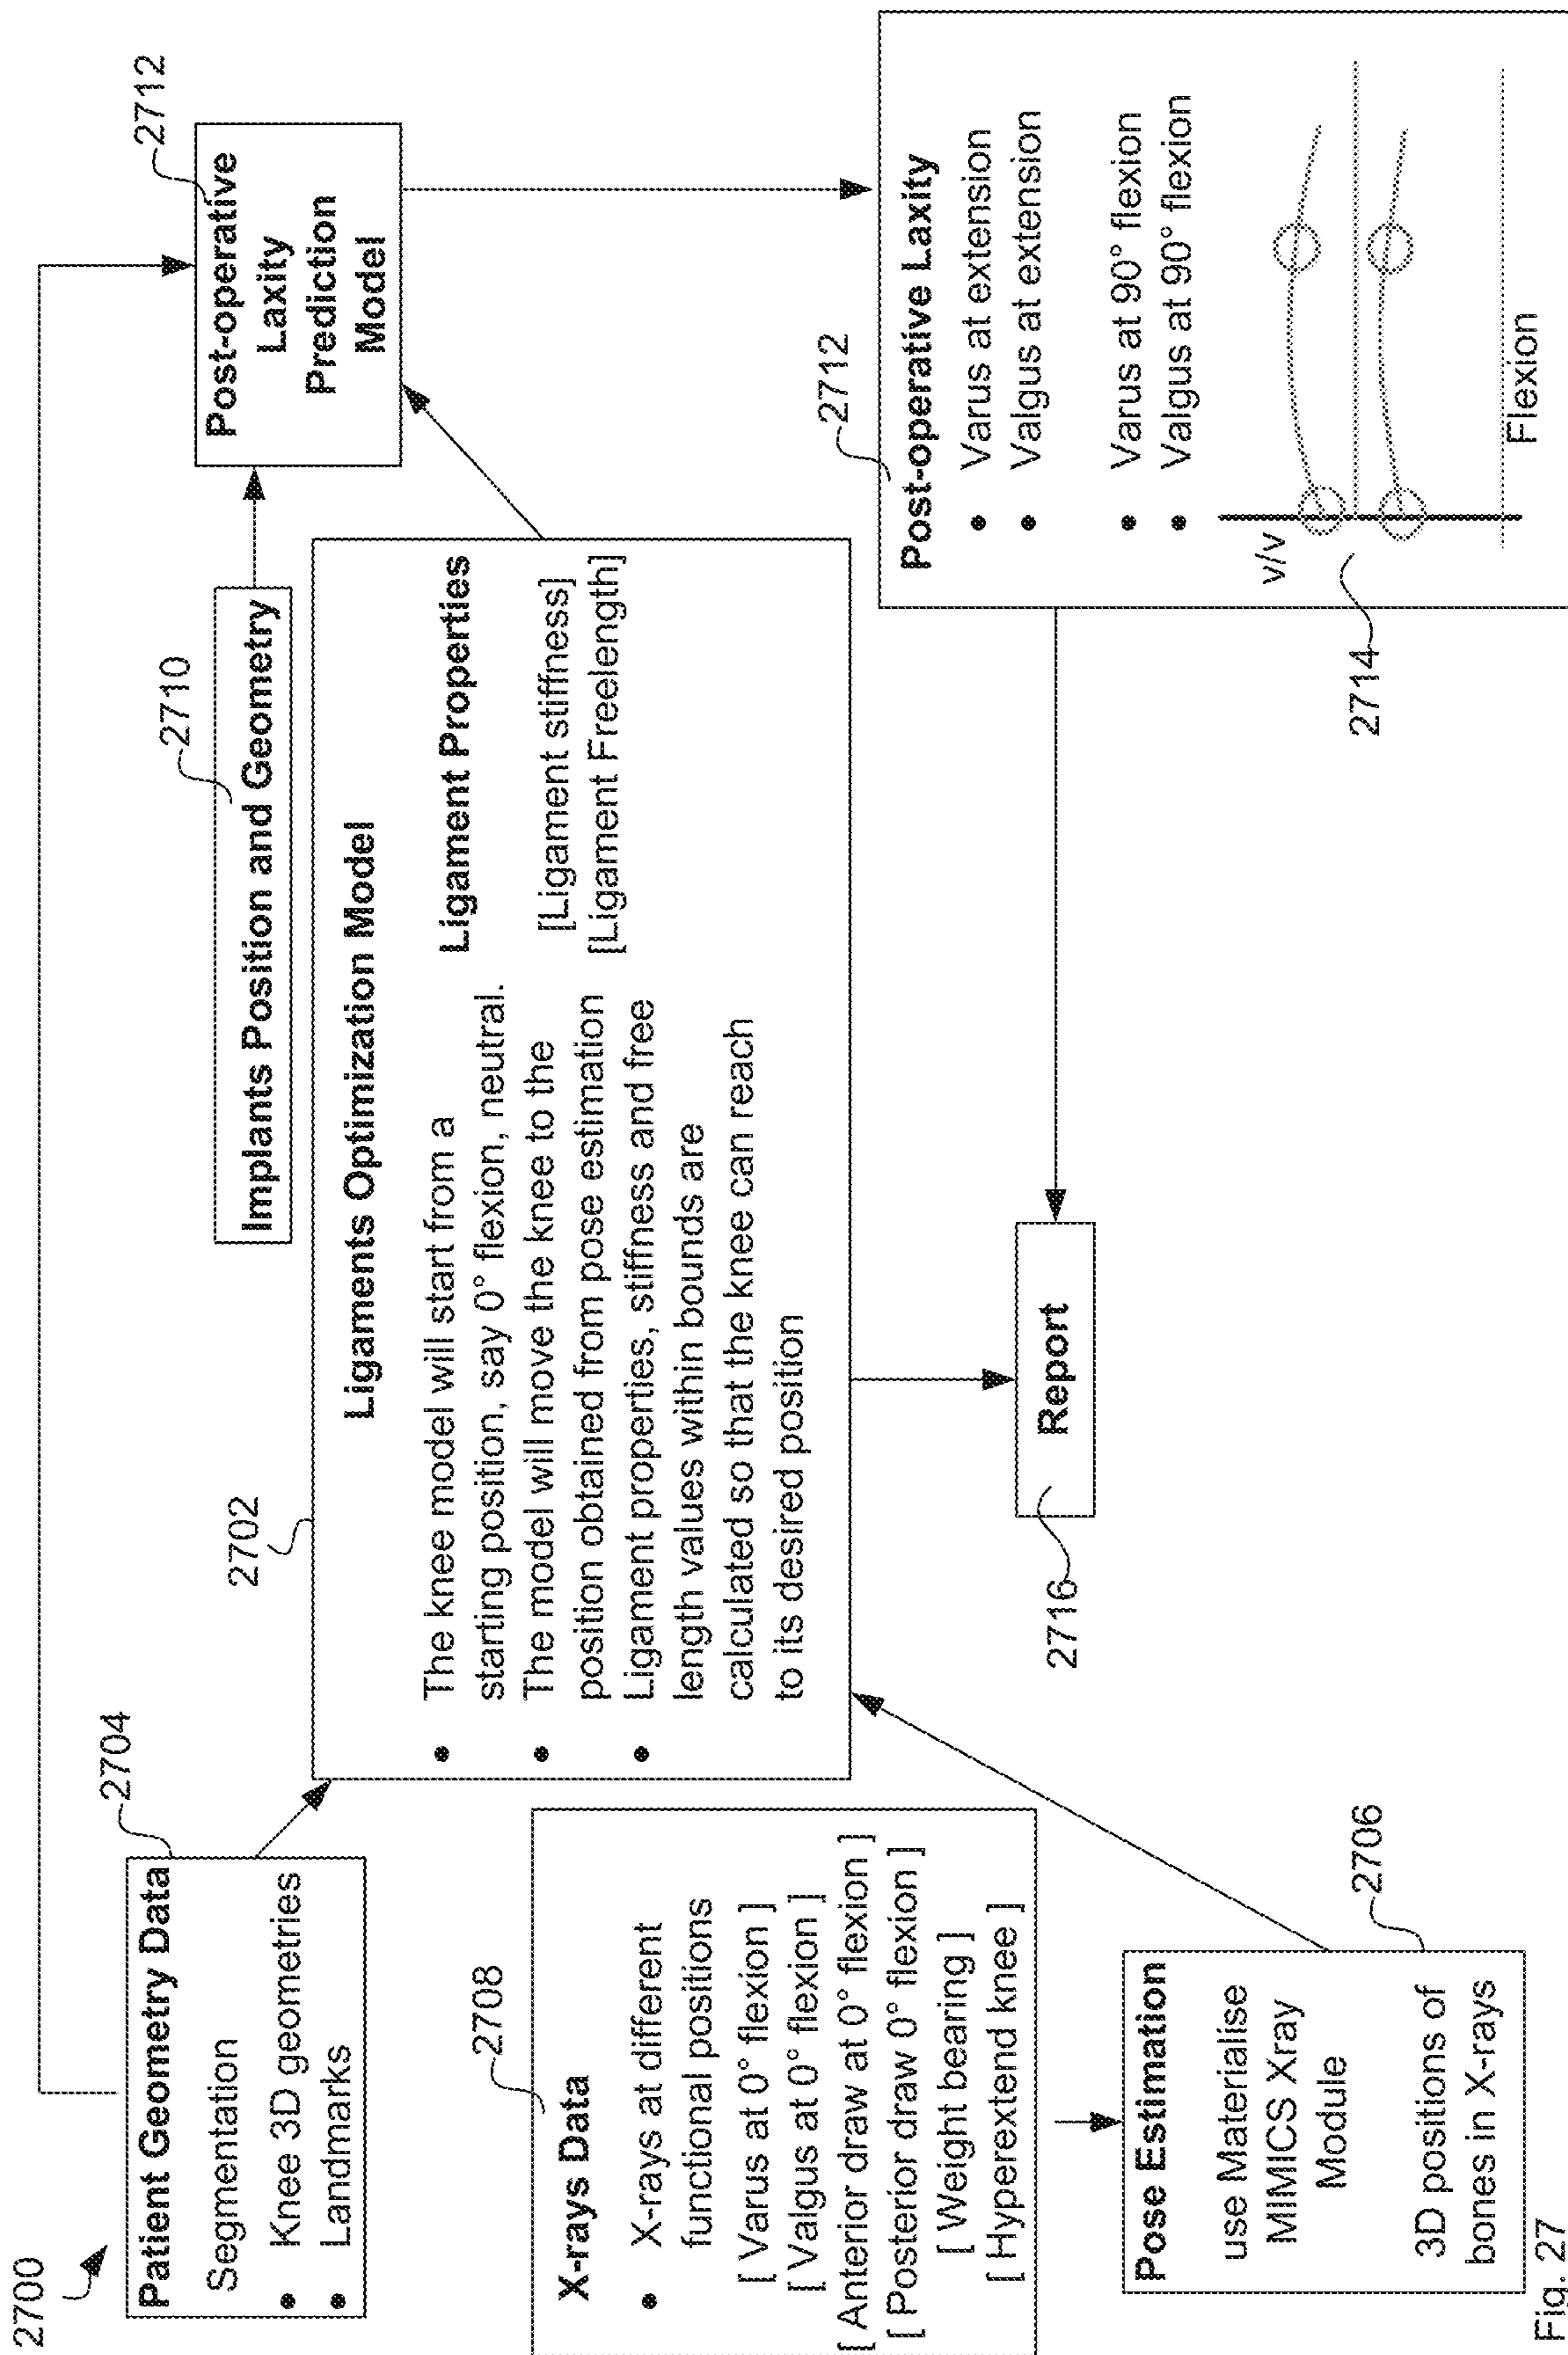 2700
2704
Patient Geometry Data
Segmentation
• Knee 3D geometries
• Landmarks
2708
X-rays Data
• X-rays at different
functional positions
[ Varus at 0° flexion ]
[ Valgus at 0° flexion ]
[ Anterior draw at 0° flexion ]
[ Posterior draw 0° flexion ]
[ Weight bearing ]
[ Hyperextend knee ]
2706
Pose Estimation
use Materialise
MIMICS Xray
Module
3D positions of
bones in X-rays
2710
Implants Position and Geometry
2702
Ligaments Optimization Model
• The knee model will start from a
starting position, say 0° flexion, neutral.
• The model will move the knee to the
position obtained from pose estimation
• Ligament properties, stiffness and free
length values within bounds are
calculated so that the knee can reach
to its desired position
Ligament Properties
[Ligament stiffness]
[Ligament Freelength]
2716
Report
2712
Post-operative
Laxity
Prediction
Model
2712
Post-operative Laxity
• Varus at extension
• Valgus at extension
• Varus at 90° flexion
• Valgus at 90° flexion
v/v
Flexion
2714
Fig. 27